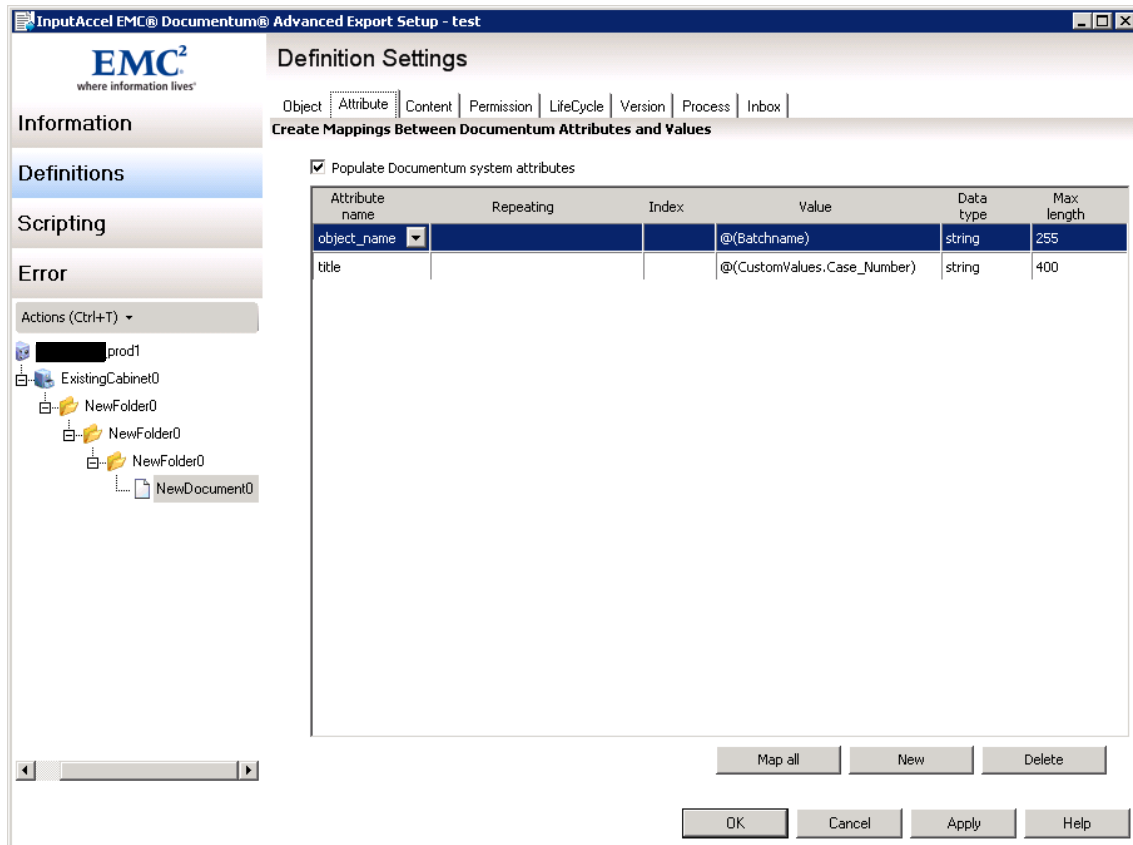 InputAccel EMC® Documentum® Advanced Export Setup - test
EMC²
where information lives®
Information
Definitions
Scripting
Error
Actions (Ctrl+T)
prod1
ExistingCabinet0
NewFolder0
NewFolder0
NewFolder0
NewDocument0
Definition Settings
Object Attribute Content Permission LifeCycle Version Process Inbox
Create Mappings Between Documentum Attributes and Values
Populate Documentum system attributes
Attribute name Repeating Index Value Data type Max length
object_name @(Batchname) string 255
title @(CustomValues.Case_Number) string 400
Map all New Delete
OK Cancel Apply Help